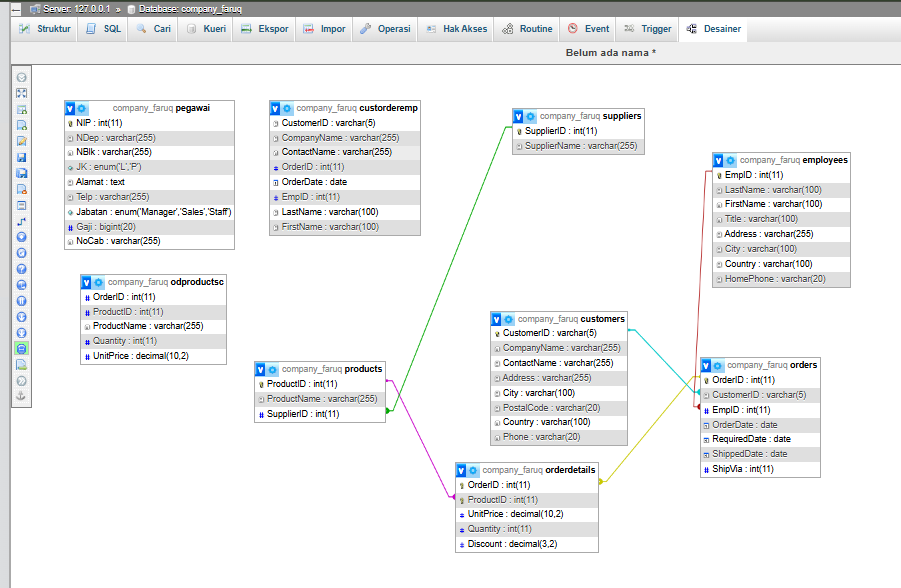 Server: 127.0.0.1 » Database: company_faruq
Struktur SQL Cari Kueri Ekspor Impor Operasi Hak Akses Routine Event Trigger Desainer
Belum ada nama *
company_faruq pegawai
NIP : int(11)
NDep : varchar(255)
NBlk : varchar(255)
JK : enum('L','P')
Alamat : text
Telp : varchar(255)
Jabatan : enum('Manager','Sales','Staff')
Gaji : bigint(20)
NoCab : varchar(255)
company_faruq custorderemp
CustomerID : varchar(5)
CompanyName : varchar(255)
ContactName : varchar(255)
OrderID : int(11)
OrderDate : date
EmpID : int(11)
LastName : varchar(100)
FirstName : varchar(100)
company_faruq suppliers
SupplierID : int(11)
SupplierName : varchar(255)
company_faruq employees
EmpID : int(11)
LastName : varchar(100)
FirstName : varchar(100)
Title : varchar(100)
Address : varchar(255)
City : varchar(100)
Country : varchar(100)
HomePhone : varchar(20)
company_faruq odproductsc
OrderID : int(11)
ProductID : int(11)
ProductName : varchar(255)
Quantity : int(11)
UnitPrice : decimal(10,2)
company_faruq customers
CustomerID : varchar(5)
CompanyName : varchar(255)
ContactName : varchar(255)
Address : varchar(255)
City : varchar(100)
PostalCode : varchar(20)
Country : varchar(100)
Phone : varchar(20)
company_faruq products
ProductID : int(11)
ProductName : varchar(255)
SupplierID : int(11)
company_faruq orders
OrderID : int(11)
CustomerID : varchar(5)
EmpID : int(11)
OrderDate : date
RequiredDate : date
ShippedDate : date
ShipVia : int(11)
company_faruq orderdetails
OrderID : int(11)
ProductID : int(11)
UnitPrice : decimal(10,2)
Quantity : int(11)
Discount : decimal(3,2)